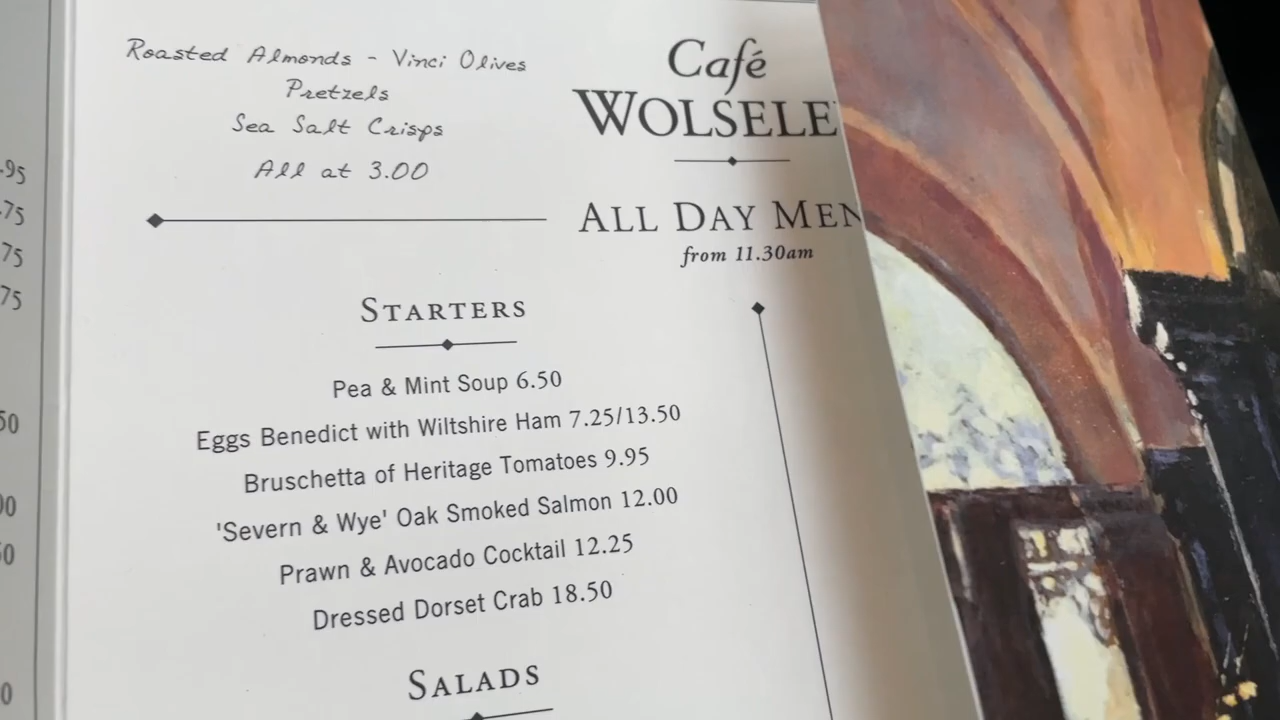 Roasted Almonds - Vinci Olives
Pretzels
Sea Salt Crisps
All at 3.00
Café
WOLSELE
ALL DAY MEN
from 11.30am
STARTERS
Pea & Mint Soup 6.50
Eggs Benedict with Wiltshire Ham 7.25/13.50
Bruschetta of Heritage Tomatoes 9.95
'Severn & Wye' Oak Smoked Salmon 12.00
Prawn & Avocado Cocktail 12.25
Dressed Dorset Crab 18.50
SALADS